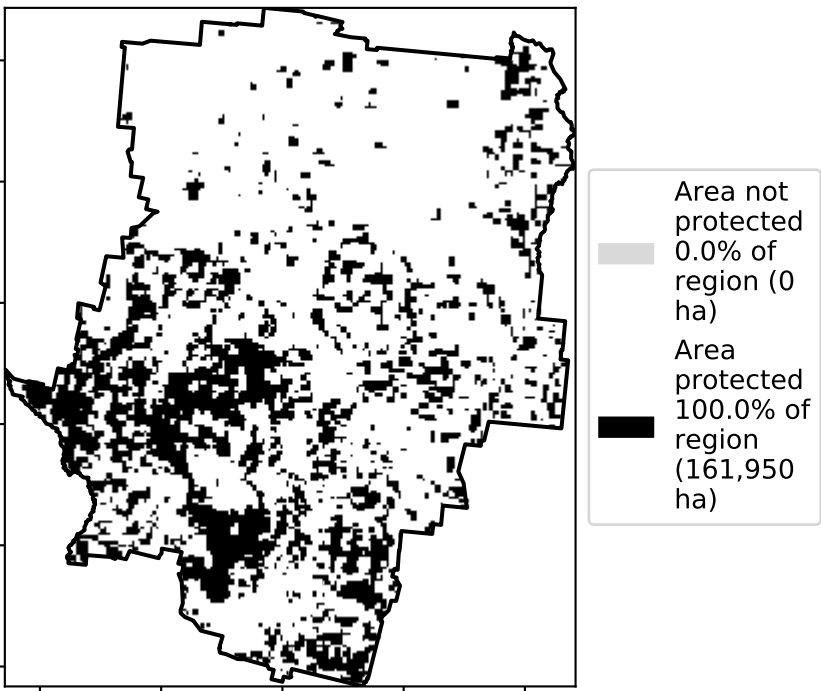 Area not
protected
0.0% of
region (0
ha)
Area
protected
100.0% of
region
(161,950
ha)